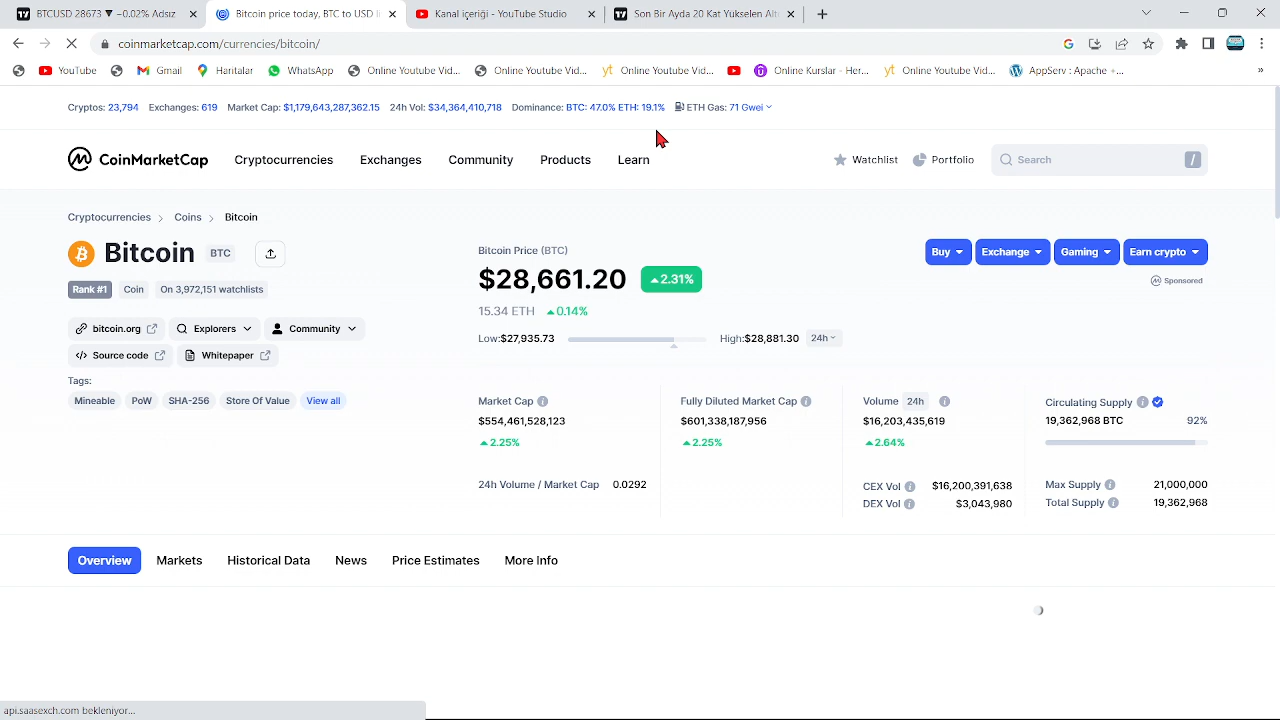 BTCUSD 28673 ▼ −0.02% Adsız
Bitcoin price today, BTC to USD li
Kanal içeriği - YouTube Studio
Son Bir Ayda 20 Kat Yükselen Alt
coinmarketcap.com/currencies/bitcoin/
YouTube
Gmail
Haritalar
WhatsApp
Online Youtube Vid...
Online Youtube Vid...
Online Youtube Vid...
Online Kurslar - Her...
Online Youtube Vid...
AppServ : Apache +...
»
Cryptos: 23,794 Exchanges: 619 Market Cap: $1,179,643,287,362.15 24h Vol: $34,364,410,718 Dominance: BTC: 47.0% ETH: 19.1% ETH Gas: 71 Gwei
CoinMarketCap Cryptocurrencies Exchanges Community Products Learn Watchlist Portfolio Search /
Cryptocurrencies > Coins > Bitcoin
Bitcoin BTC
Rank #1 Coin On 3,972,151 watchlists
bitcoin.org Explorers Community
Source code Whitepaper
Tags:
Mineable PoW SHA-256 Store Of Value View all
Bitcoin Price (BTC)
$28,661.20 2.31%
15.34 ETH 0.14%
Low:$27,935.73 High:$28,881.30 24h
Buy Exchange Gaming Earn crypto
Sponsored
Market Cap
$554,461,528,123
2.25%
24h Volume / Market Cap 0.0292
Fully Diluted Market Cap
$601,338,187,956
2.25%
Volume 24h
$16,203,435,619
2.64%
CEX Vol $16,200,391,638
DEX Vol $3,043,980
Circulating Supply
19,362,968 BTC 92%
Max Supply 21,000,000
Total Supply 19,362,968
Overview Markets Historical Data News Price Estimates More Info
api.saasexch.com bekleniyor...